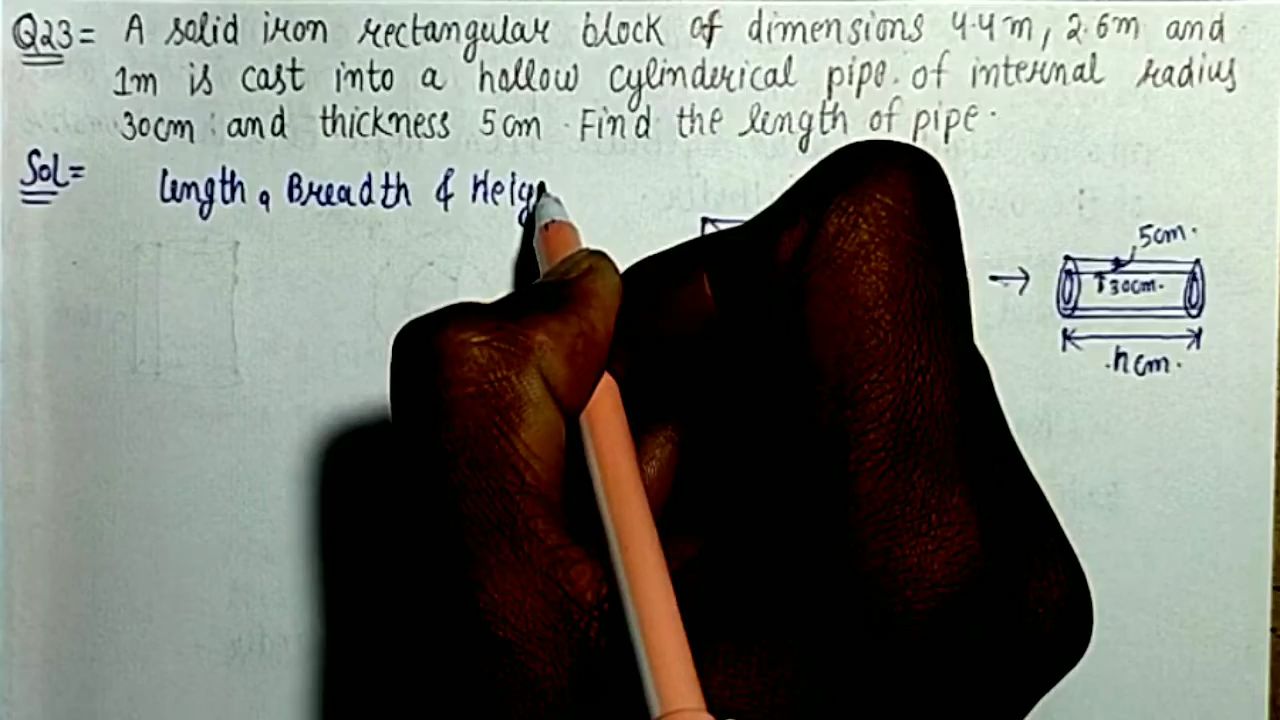 Q23= A solid iron rectangular block of dimensions 4.4m, 2.6m and
1m is cast into a hollow cylinderical pipe. of internal radius
30cm and thickness 5cm. Find the length of pipe.
Sol= Length, Breadth & Heig
5cm.
30cm.
hcm.